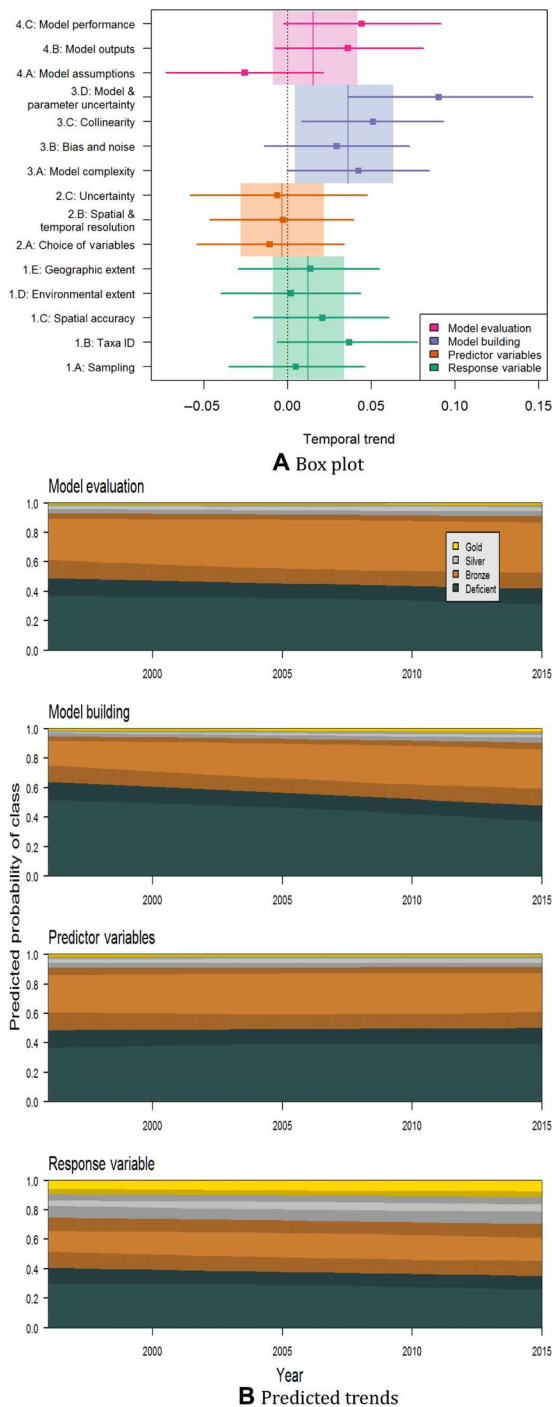 4.C: Model performance
4.B: Model outputs
4.A: Model assumptions
3.D: Model &
parameter uncertainty
3.C: Collinearity
3.B: Bias and noise
3.A: Model complexity
2.C: Uncertainty
2.B: Spatial &
temporal resolution
2.A: Choice of variables
1.E: Geographic extent
1.D: Environmental extent
1.C: Spatial accuracy
1.B: Taxa ID
1.A: Sampling
Model evaluation
Model building
Predictor variables
Response variable
−0.05 0.00 0.05 0.10 0.15
Temporal trend
A Box plot
Model evaluation
1.0
0.8
0.6
0.4
0.2
0.0
Gold
Silver
Bronze
Deficient
2000 2005 2010 2015
Model building
1.0
0.8
0.6
0.4
0.2
0.0
2000 2005 2010 2015
Predicted probability of class
Predictor variables
1.0
0.8
0.6
0.4
0.2
0.0
2000 2005 2010 2015
Response variable
1.0
0.8
0.6
0.4
0.2
0.0
2000 2005 2010 2015
Year
B Predicted trends